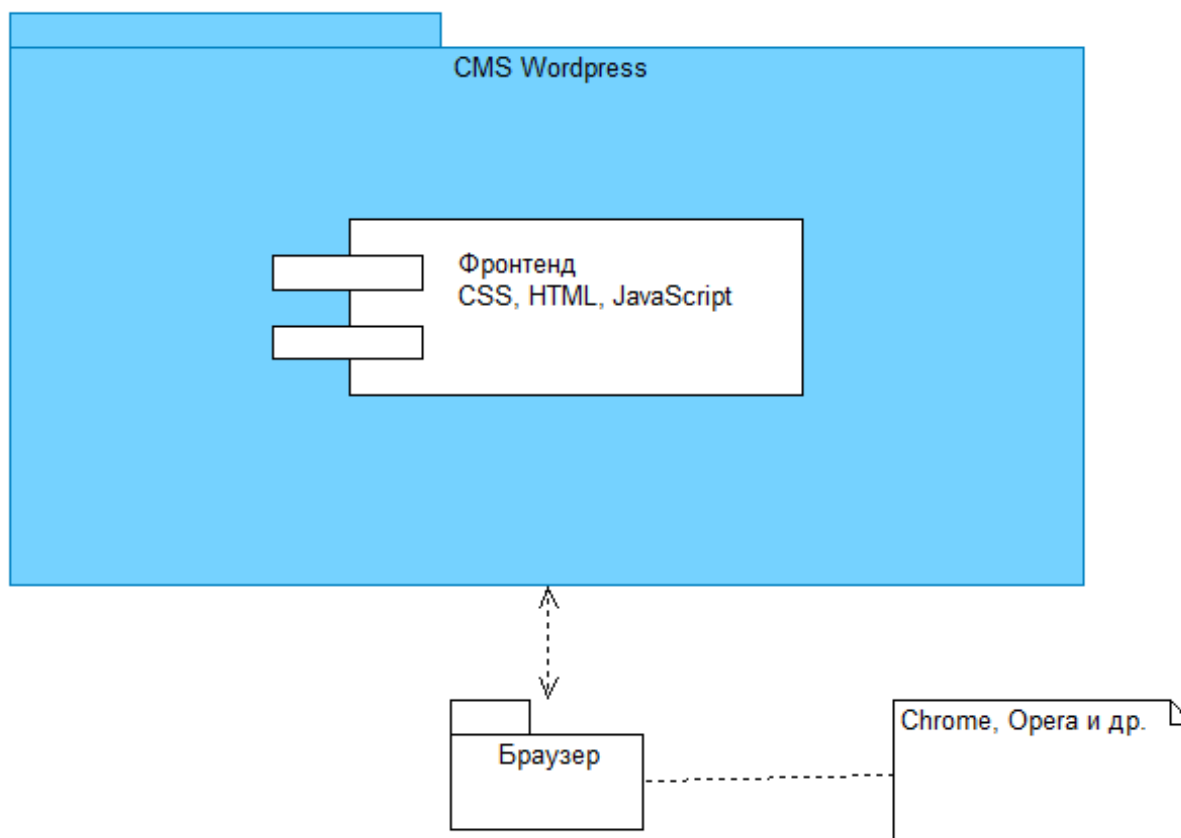 CMS Wordpress
Фронтенд
CSS, HTML, JavaScript
Браузер
Chrome, Opera и др.